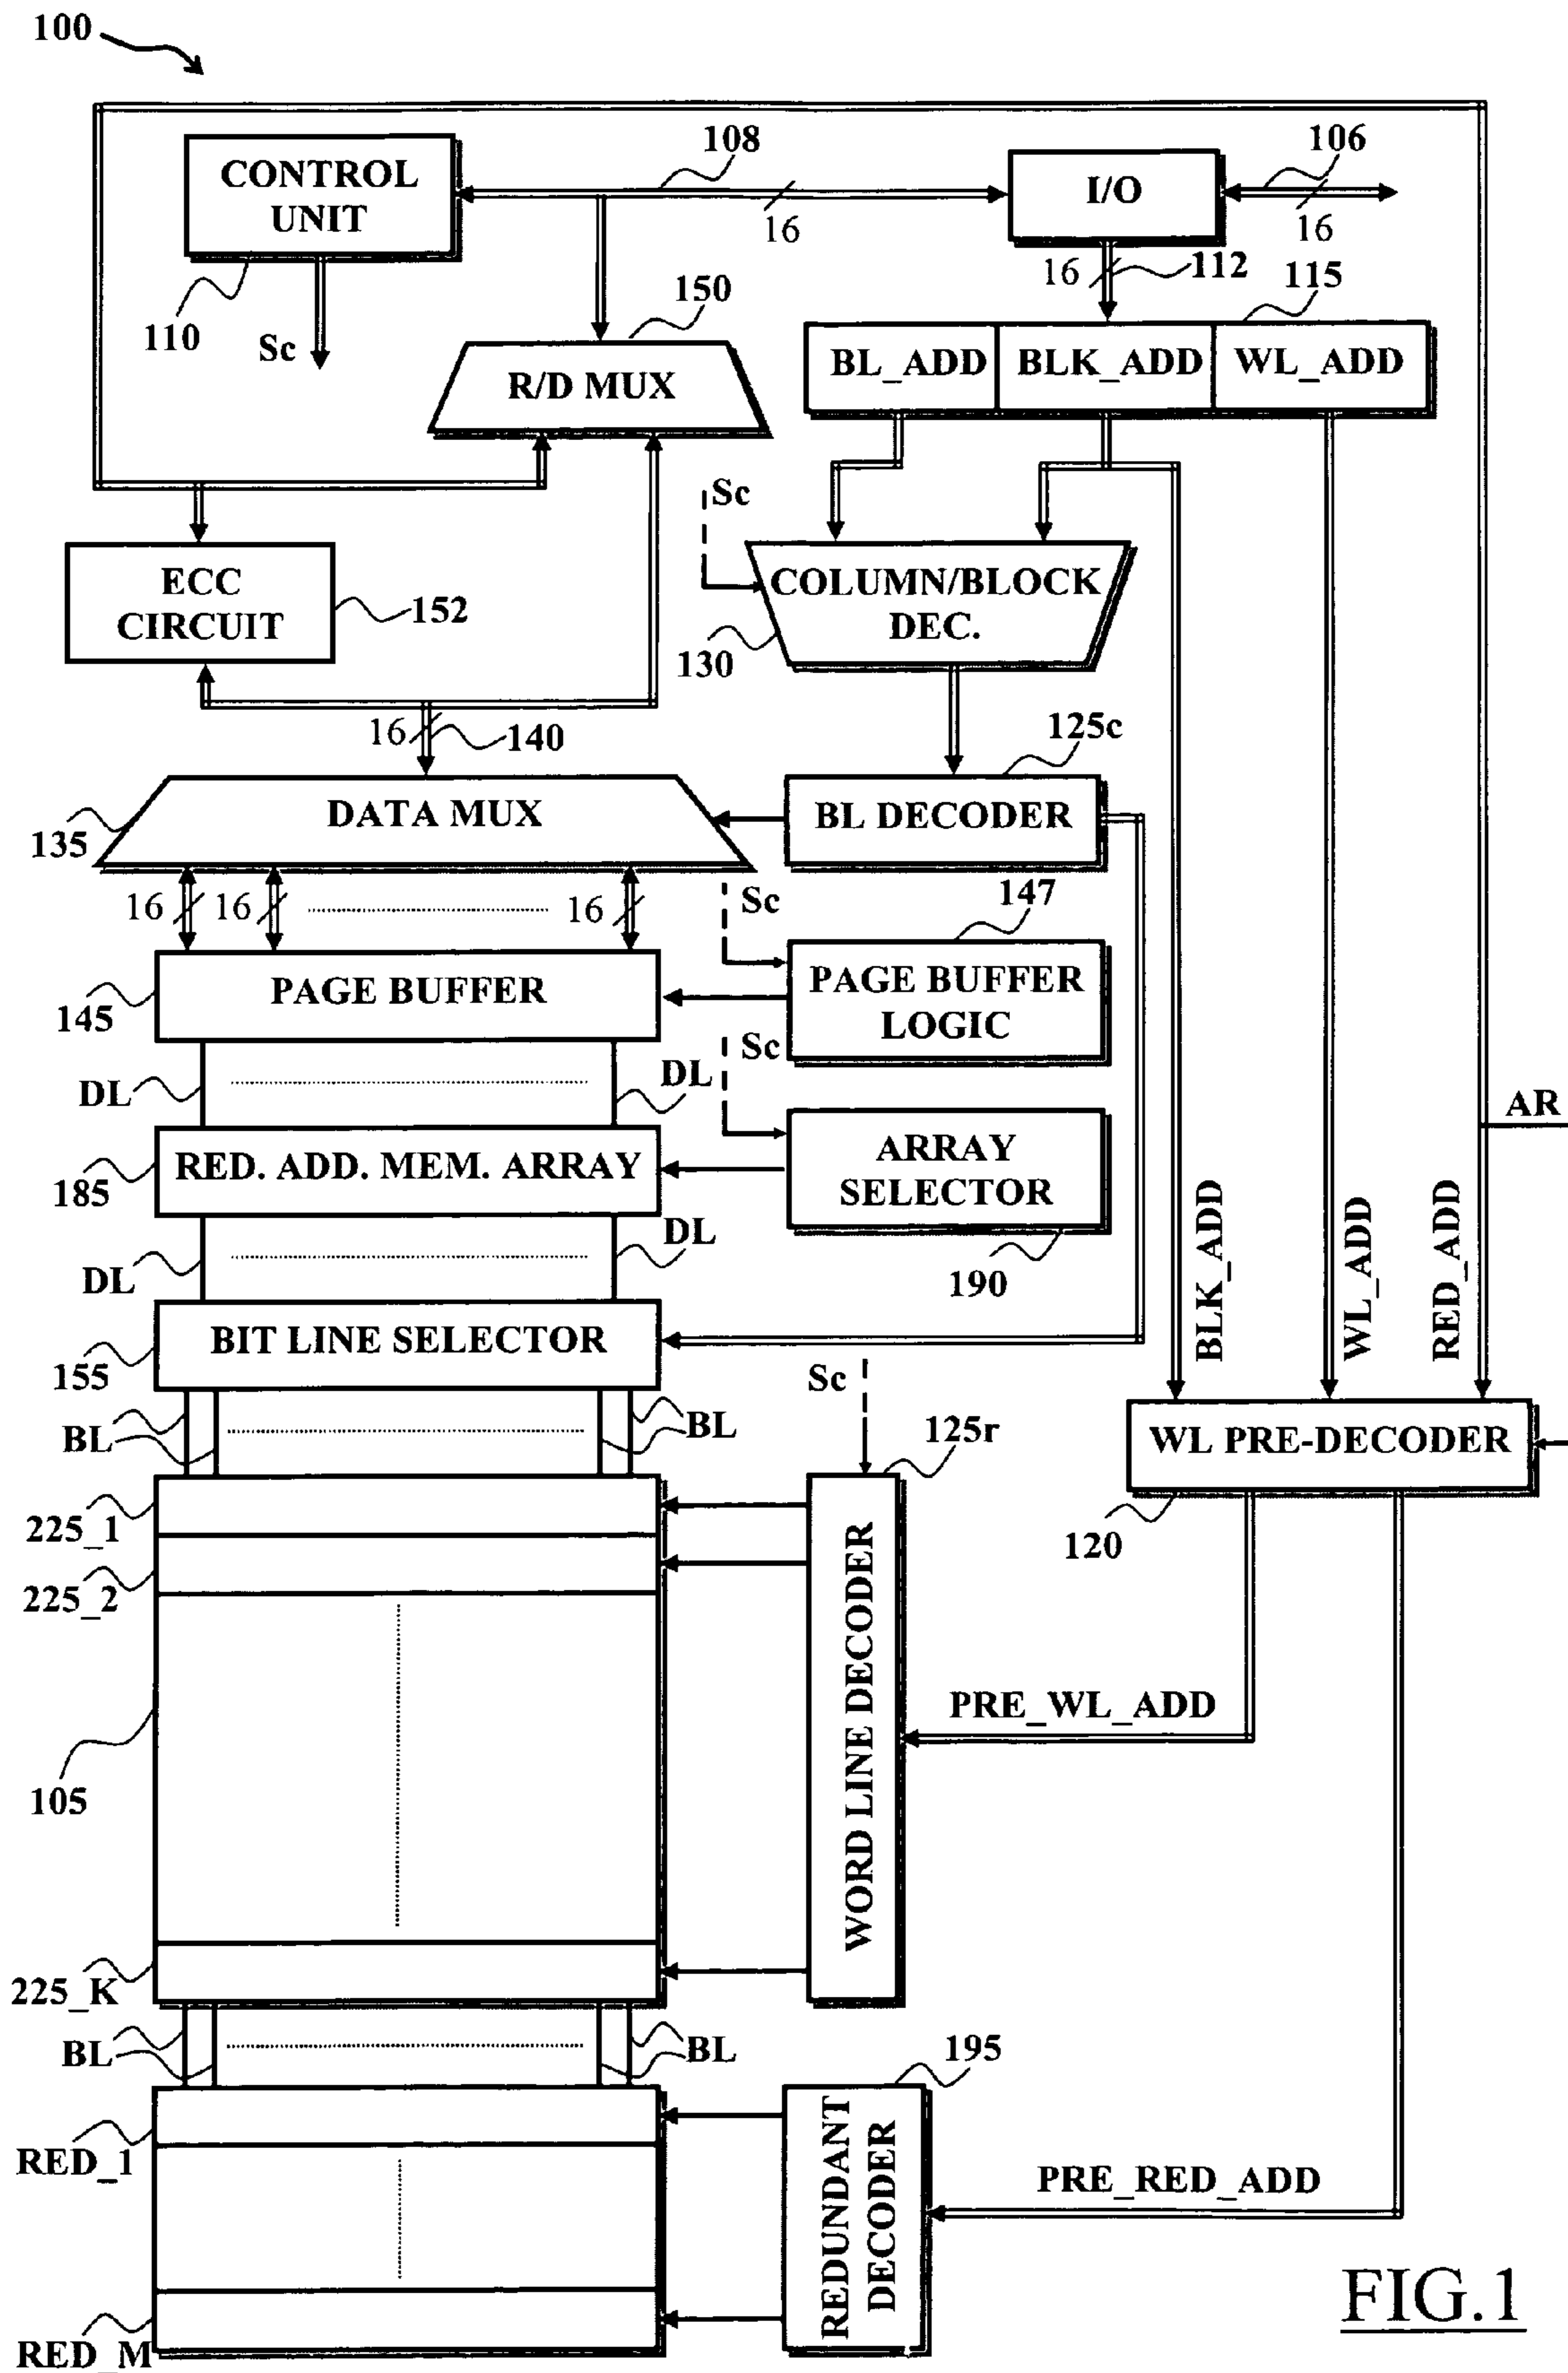 100
CONTROL
UNIT
108
16
I/O
106
16
110
Sc
16
112
115
150
R/D MUX
BL_ADD
BLK_ADD
WL_ADD
Sc
ECC
CIRCUIT
152
COLUMN/BLOCK
DEC.
130
16
140
125c
135
DATA MUX
BL DECODER
16
16
16
Sc
147
145
PAGE BUFFER
PAGE BUFFER
LOGIC
Sc
DL
DL
AR
185
RED. ADD. MEM. ARRAY
ARRAY
SELECTOR
190
DL
DL
BLK_ADD
WL_ADD
RED_ADD
155
BIT LINE SELECTOR
Sc
BL
BL
125r
WL PRE-DECODER
120
225_1
225_2
WORD LINE DECODER
PRE_WL_ADD
105
225_K
BL
BL
195
RED_1
REDUNDANT
DECODER
PRE_RED_ADD
RED_M
FIG.1